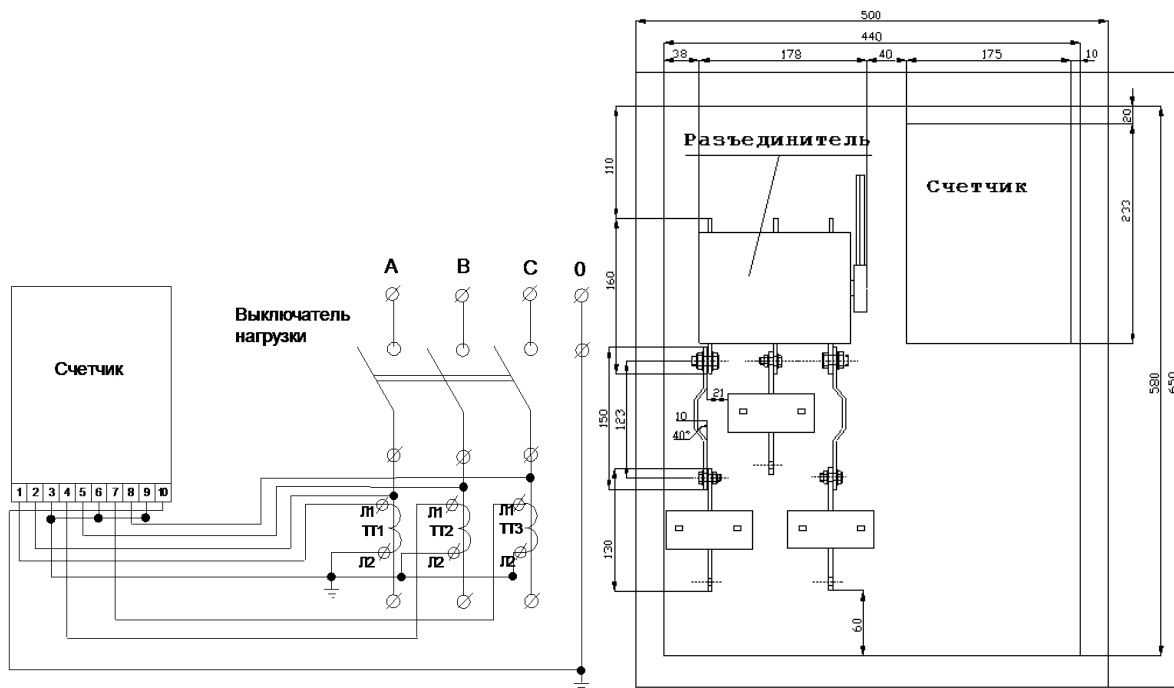 А В С 0
Выключатель
нагрузки
Счетчик
1 2 3 4 5 6 7 8 9 10
Л1 Л1 Л1
ТТ1 ТТ2 ТТ3
Л2 Л2 Л2
500
440
38 178 40 175 10
20
110
Разъединитель
Счетчик
233
160
580
650
150
123
21
10
40°
130
60